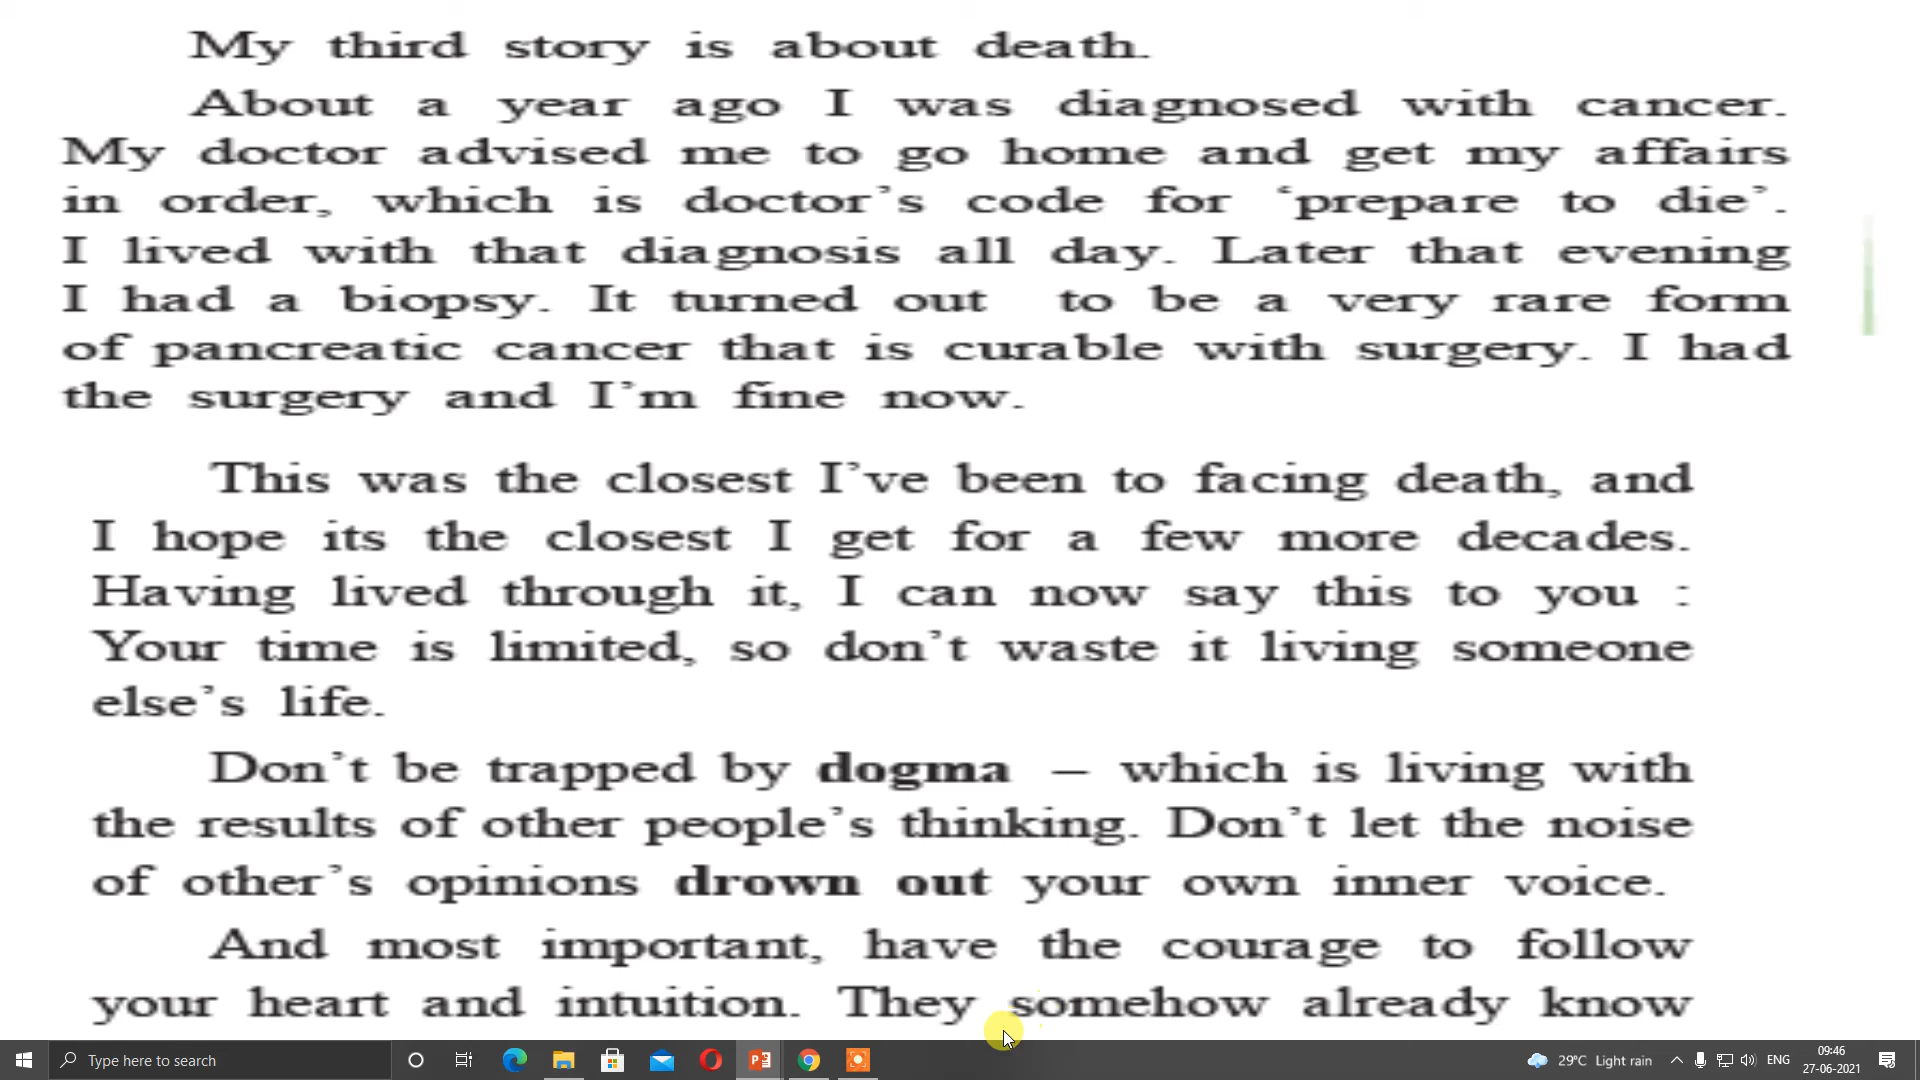 My third story is about death.
About a year ago I was diagnosed with cancer.
My doctor advised me to go home and get my affairs
in order, which is doctor's code for ‘prepare to die’.
I lived with that diagnosis all day. Later that evening
I had a biopsy. It turned out to be a very rare form
of pancreatic cancer that is curable with surgery. I had
the surgery and I'm fine now.
This was the closest I've been to facing death, and
I hope its the closest I get for a few more decades.
Having lived through it, I can now say this to you :
Your time is limited, so don't waste it living someone
else's life.
Don't be trapped by dogma – which is living with
the results of other people's thinking. Don't let the noise
of other's opinions drown out your own inner voice.
And most important, have the courage to follow
your heart and intuition. They somehow already know
Type here to search
29°C Light rain
ENG
09:46
27-06-2021